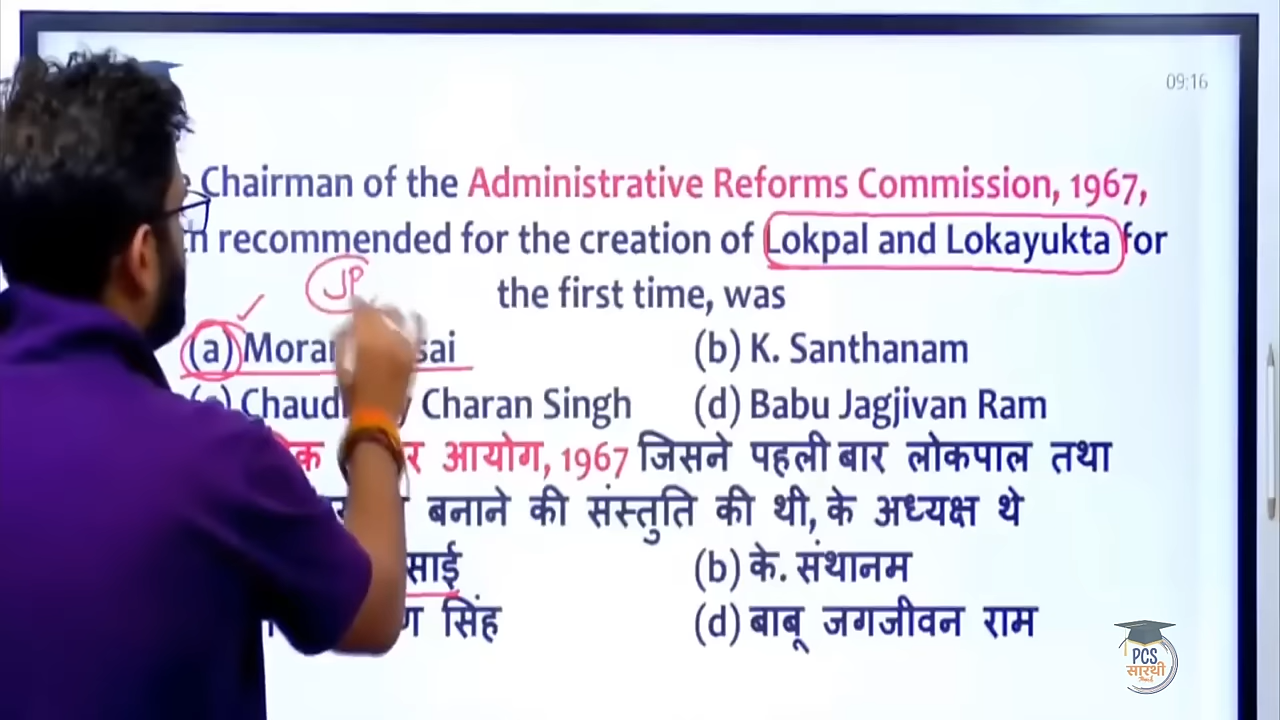 09:16
Chairman of the Administrative Reforms Commission, 1967,
recommended for the creation of Lokpal and Lokayukta for
JP
the first time, was
(a) (b) K. Santhanam
Charan Singh (d) Babu Jagjivan Ram
आयोग, 1967 जिसने पहली बार लोकपाल तथा
बनाने की संस्तुति की थी, के अध्यक्ष थे
(b) के. संथानम
सिंह (d) बाबू जगजीवन राम
PCS
सारथी